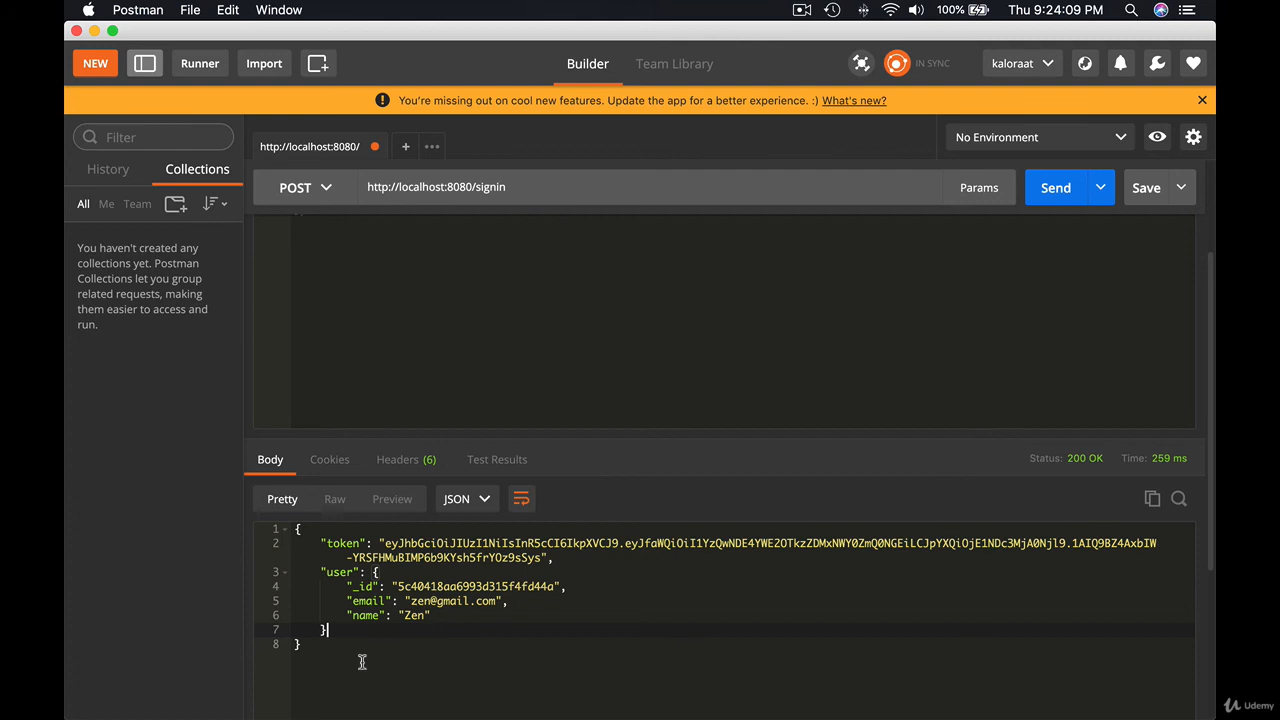 Postman File Edit Window 100% Thu 9:24:09 PM
NEW Runner Import Builder Team Library IN SYNC kaloraat
You're missing out on cool new features. Update the app for a better experience. :) What's new?
Filter
http://localhost:8080/
No Environment
History Collections
POST http://localhost:8080/signin Params Send Save
All Me Team
You haven't created any
collections yet. Postman
Collections let you group
related requests, making
them easier to access and
run.
Body Cookies Headers (6) Test Results Status: 200 OK Time: 259 ms
Pretty Raw Preview JSON
1 {
2 "token": "eyJhbGciOiJIUzI1NiIsInR5cCI6IkpXVCJ9.eyJfaWQiOiI1YzQwNDE4YWE2OTkzZDMxNWY0ZmQ0NGEiLCJpYXQiOjE1NDc3MjA0Njl9.1AIQ9BZ4AxbIW
-YRSFHMuBIMP6b9KYsh5frYOz9sSys",
3 "user": {
4 "_id": "5c40418aa6993d315f4fd44a",
5 "email": "zen@gmail.com",
6 "name": "Zen"
7 }
8 }
Udemy